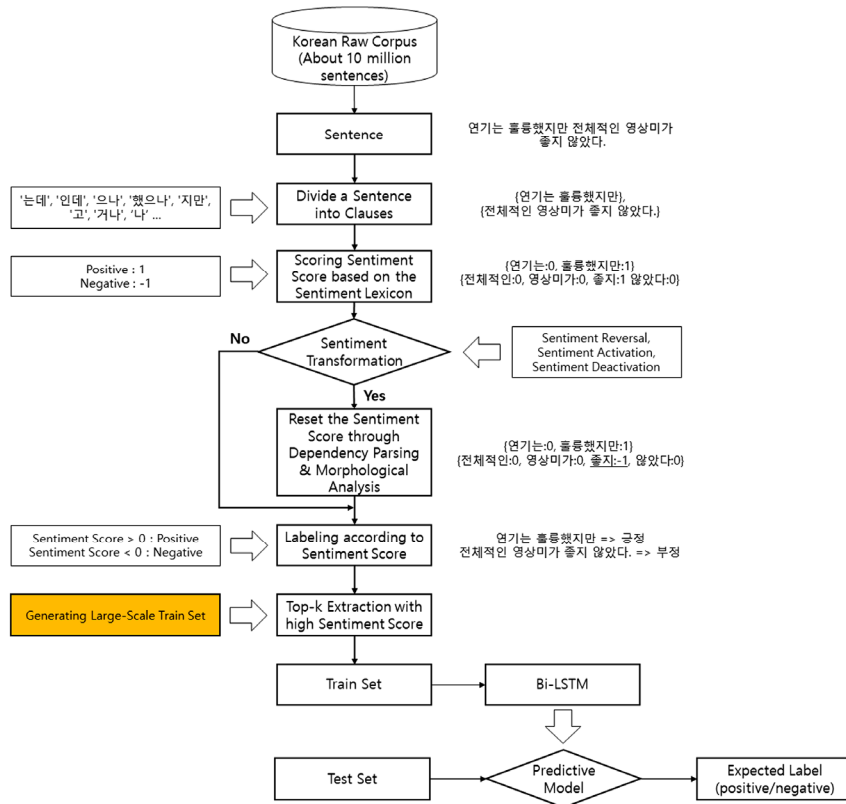 Korean Raw Corpus
(About 10 million
sentences)
Sentence
연기는 훌륭했지만 전체적인 영상미가
좋지 않았다.
'는데', '인데', '으나', '했으나', '지만',
'고', '거나', '나' ...
Divide a Sentence
into Clauses
{연기는 훌륭했지만},
{전체적인 영상미가 좋지 않았다.}
Positive : 1
Negative : -1
Scoring Sentiment
Score based on the
Sentiment Lexicon
{연기는:0, 훌륭했지만:1}
{전체적인:0, 영상미가:0, 좋지:1 않았다:0}
No
Sentiment
Transformation
Sentiment Reversal,
Sentiment Activation,
Sentiment Deactivation
Yes
Reset the Sentiment
Score through
Dependency Parsing
& Morphological
Analysis
{연기는:0, 훌륭했지만:1}
{전체적인:0, 영상미가:0, 좋지:-1, 않았다:0}
Sentiment Score > 0 : Positive
Sentiment Score < 0 : Negative
Labeling according to
Sentiment Score
연기는 훌륭했지만 => 긍정
전체적인 영상미가 좋지 않았다. => 부정
Generating Large-Scale Train Set
Top-k Extraction with
high Sentiment Score
Train Set
Bi-LSTM
Test Set
Predictive
Model
Expected Label
(positive/negative)